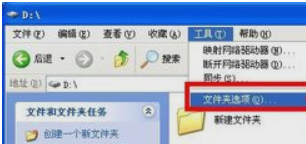 D:\
文件(F) 编辑(E) 查看(V) 收藏(A) 工具(T) 帮助(H)
后退 搜索
映射网络驱动器(N)...
断开网络驱动器(D)...
同步(S)...
地址(D) D:\
文件夹选项(O)...
文件和文件夹任务
新建文件夹
创建一个新文件夹